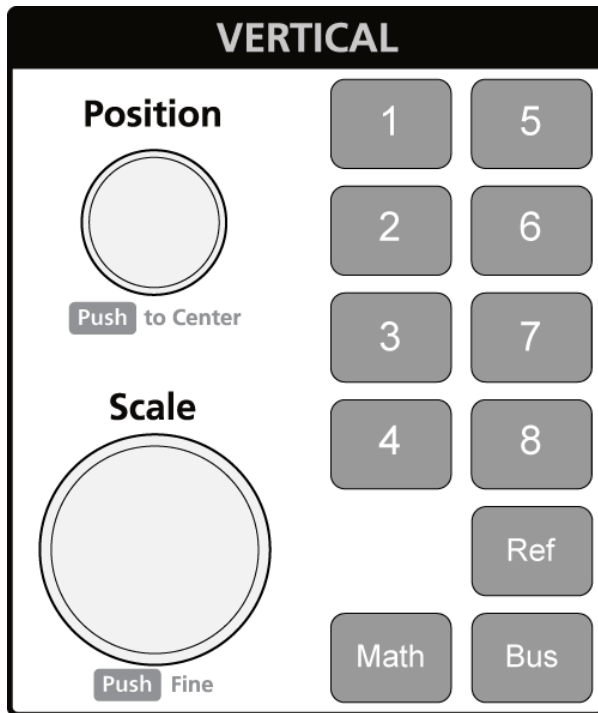 VERTICAL
Position
Push to Center
Scale
Push Fine
1 5
2 6
3 7
4 8
Ref
Math Bus